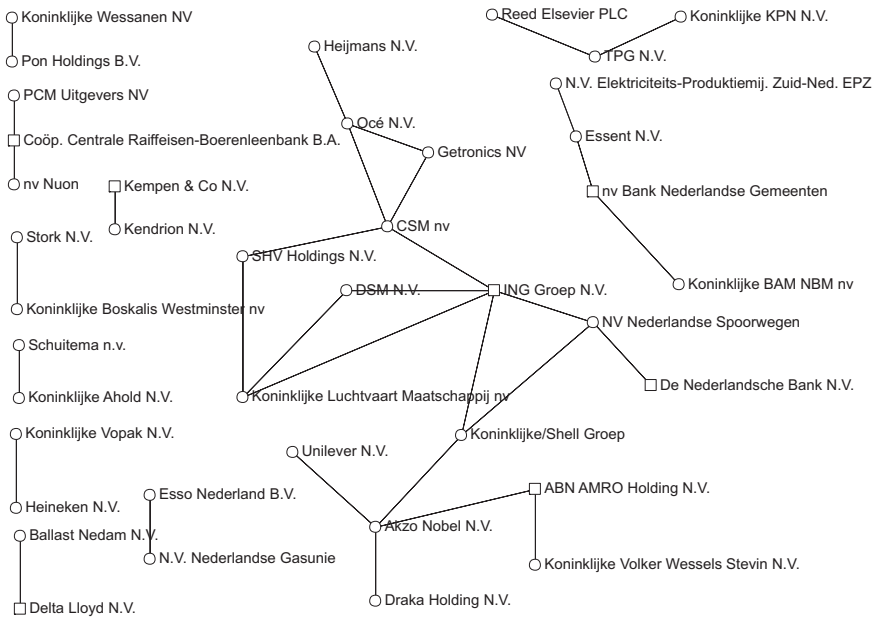 Reed Elsevier PLC
Koninklijke KPN N.V.
Koninklijke Wessanen NV
Heijmans N.V.
TPG N.V.
Pon Holdings B.V.
N.V. Elektriciteits-Produktiemij. Zuid-Ned. EPZ
PCM Uitgevers NV
Océ N.V.
Essent N.V.
Coöp. Centrale Raiffeisen-Boerenleenbank B.A.
Getronics NV
nv Nuon
Kempen & Co N.V.
nv Bank Nederlandse Gemeenten
CSM nv
Kendrion N.V.
Stork N.V.
SHV Holdings N.V.
Koninklijke BAM NBM nv
DSM N.V.
ING Groep N.V.
Koninklijke Boskalis Westminster nv
NV Nederlandse Spoorwegen
Schuitema n.v.
De Nederlandsche Bank N.V.
Koninklijke Ahold N.V.
Koninklijke Luchtvaart Maatschappij nv
Koninklijke Vopak N.V.
Koninklijke/Shell Groep
Unilever N.V.
ABN AMRO Holding N.V.
Esso Nederland B.V.
Heineken N.V.
Akzo Nobel N.V.
Ballast Nedam N.V.
N.V. Nederlandse Gasunie
Koninklijke Volker Wessels Stevin N.V.
Draka Holding N.V.
Delta Lloyd N.V.